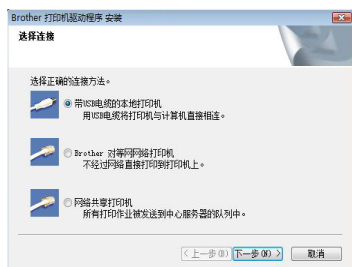 Brother 打印机驱动程序 安装
选择连接
选择正确的连接方法。
带USB电缆的本地打印机
用USB电缆将打印机与计算机直接相连。
Brother 对等网网络打印机
不经过网络直接打印到打印机上。
网络共享打印机
所有打印作业被发送到中心服务器的队列中。
< 上一步(B) 下一步(N) > 取消